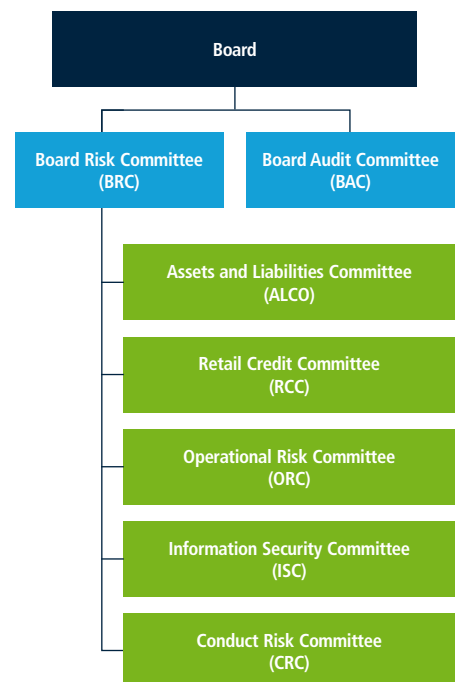 Board
Board Risk Committee
(BRC)
Board Audit Committee
(BAC)
Assets and Liabilities Committee
(ALCO)
Retail Credit Committee
(RCC)
Operational Risk Committee
(ORC)
Information Security Committee
(ISC)
Conduct Risk Committee
(CRC)